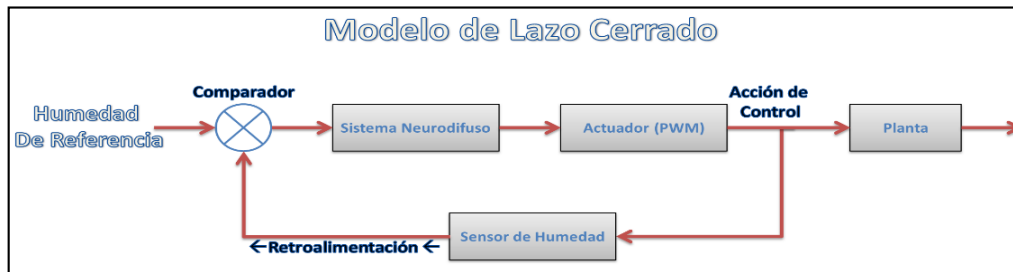 Modelo de Lazo Cerrado
Comparador
Acción de
Control
Humedad
De Referencia
Sistema Neurodifuso
Actuador (PWM)
Planta
Sensor de Humedad
←Retroalimentación ←